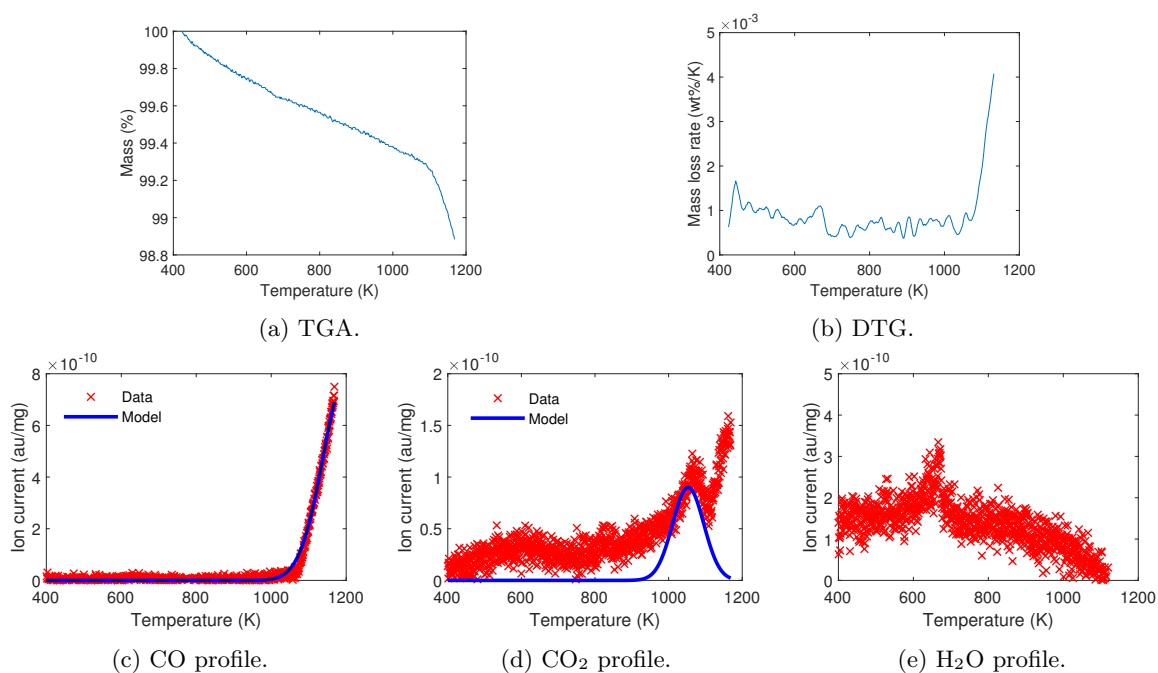 Mass (%)
100
99.8
99.6
99.4
99.2
99
98.8
400 600 800 1000 1200
Temperature (K)
(a) TGA.
×10⁻³
Mass loss rate (wt%/K)
5
4
3
2
1
0
400 600 800 1000 1200
Temperature (K)
(b) DTG.
×10⁻¹⁰
Ion current (au/mg)
8
6
4
2
0
Data
Model
400 600 800 1000 1200
Temperature (K)
(c) CO profile.
×10⁻¹⁰
Ion current (au/mg)
2
1.5
1
0.5
0
Data
Model
400 600 800 1000 1200
Temperature (K)
(d) CO₂ profile.
×10⁻¹⁰
Ion current (au/mg)
5
4
3
2
1
0
400 600 800 1000 1200
Temperature (K)
(e) H₂O profile.